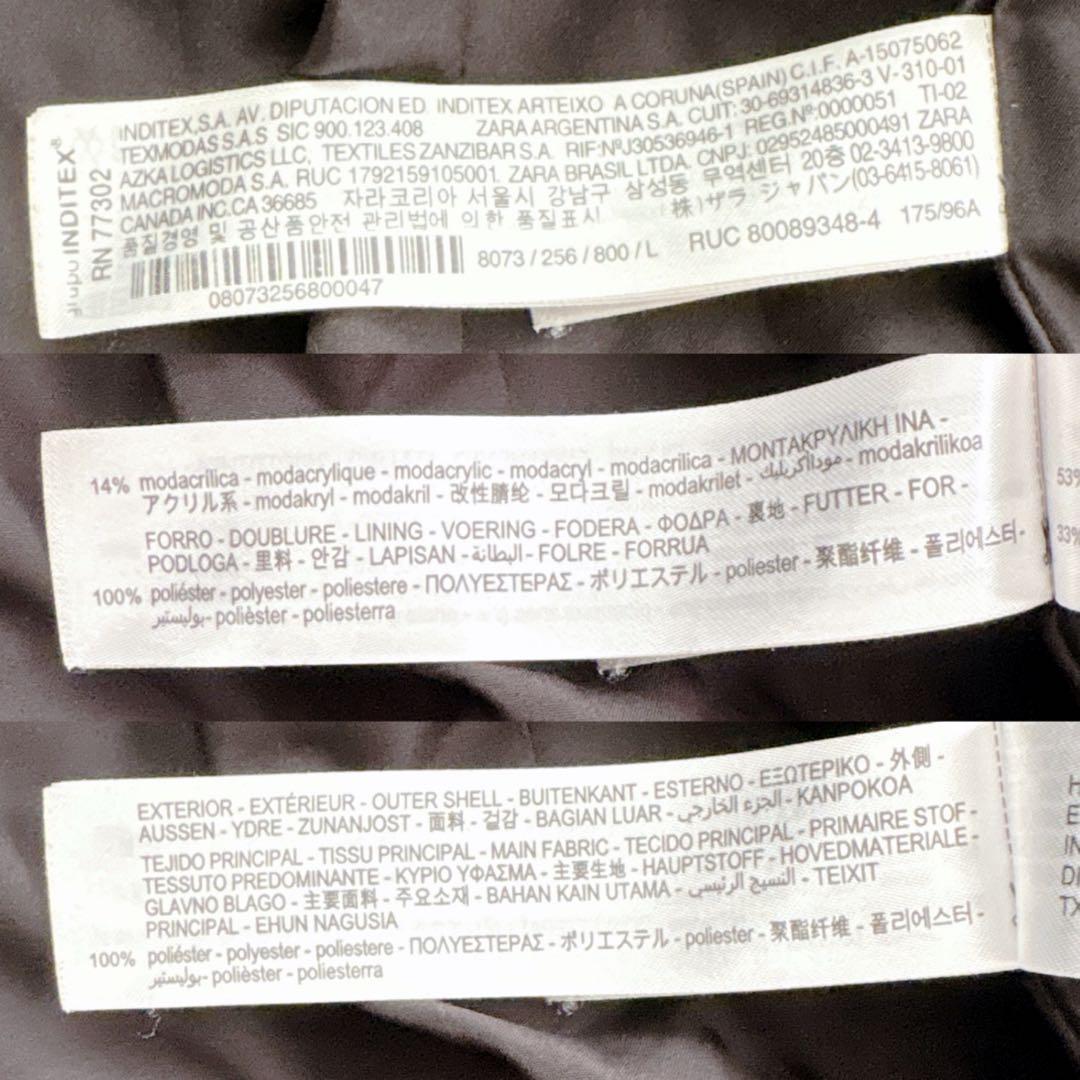 grupo INDITEX®
RN 77302
INDITEX,S.A. AV. DIPUTACION ED. INDITEX ARTEIXO A CORUNA(SPAIN) C.I.F. A-15075062
TEXMODAS S.A.S SIC 900.123.408 ZARA ARGENTINA S.A. CUIT: 30-69314836-3 V-310-01
AZKA LOGISTICS LLC, TEXTILES ZANZIBAR S.A. RIF:Nº J30536946-1 REG.Nº:0000051 TI-02
MACROMODA S.A. RUC 1792159105001. ZARA BRASIL LTDA. CNPJ: 02952485000491 ZARA
CANADA INC.CA 36685 자라코리아 서울시 강남구 삼성동 무역센터 20층 02-3413-9800
품질경영 및 공산품안전 관리법에 의한 품질표시 株)ザラ ジャパン(03-6415-8061)
8073 / 256 / 800 / L RUC 80089348-4 175/96A
08073256800047
14% modacrílica - modacrylique - modacrylic - modacryl - modacrilica - ΜΟΝΤΑΚΡΥΛΙΚΗ ΙΝΑ -
アクリル系 - modakryl - modakril - 改性腈纶 - 모다크릴 - modakrilet - موداأكريليك - modakrilikoa
FORRO - DOUBLURE - LINING - VOERING - FODERA - ΦΟΔΡΑ - 裏地 - FUTTER - FOR -
PODLOGA - 里料 - 안감 - LAPISAN - البطانة - FOLRE - FORRUA
100% poliéster - polyester - poliestere - ΠΟΛΥΕΣΤΕΡΑΣ - ポリエステル - poliester - 聚酯纤维 - 폴리에스터 -
بوليستير - polièster - poliesterra
53%
33%
EXTERIOR - EXTÉRIEUR - OUTER SHELL - BUITENKANT - ESTERNO - ΕΞΩΤΕΡΙΚΟ - 外側 -
AUSSEN - YDRE - ZUNANJOST - 面料 - 겉감 - BAGIAN LUAR - الجزء الخارجي - KANPOKOA
TEJIDO PRINCIPAL - TISSU PRINCIPAL - MAIN FABRIC - TECIDO PRINCIPAL - PRIMAIRE STOF -
TESSUTO PREDOMINANTE - ΚΥΡΙΟ ΥΦΑΣΜΑ - 主要生地 - HAUPTSTOFF - HOVEDMATERIALE -
GLAVNO BLAGO - 主要面料 - 주요소재 - BAHAN KAIN UTAMA - النسيج الرئيسي - TEIXIT
PRINCIPAL - EHUN NAGUSIA
100% poliéster - polyester - poliestere - ΠΟΛΥΕΣΤΕΡΑΣ - ポリエステル - poliester - 聚酯纤维 - 폴리에스터 -
بوليستير - polièster - poliesterra